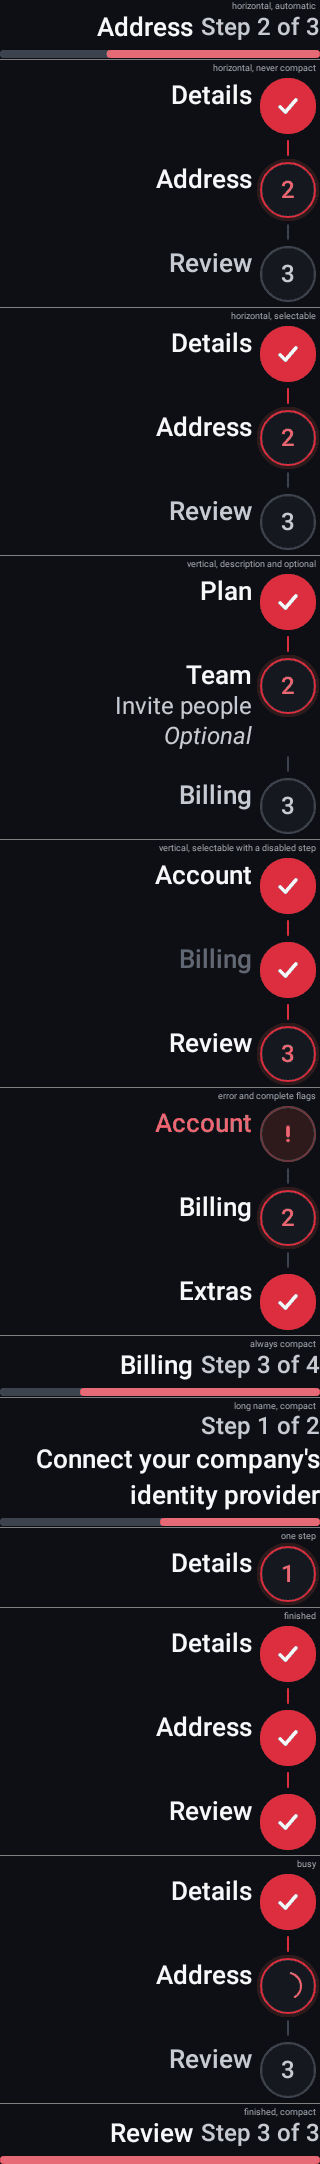 horizontal, automatic
Address Step 2 of 3
horizontal, never compact
Details
Address 2
Review 3
horizontal, selectable
Details
Address 2
Review 3
vertical, description and optional
Plan
Team 2
Invite people
Optional
Billing 3
vertical, selectable with a disabled step
Account
Billing
Review 3
error and complete flags
Account !
Billing 2
Extras
always compact
Billing Step 3 of 4
long name, compact
Step 1 of 2
Connect your company's
identity provider
one step
Details 1
finished
Details
Address
Review
busy
Details
Address
Review 3
finished, compact
Review Step 3 of 3